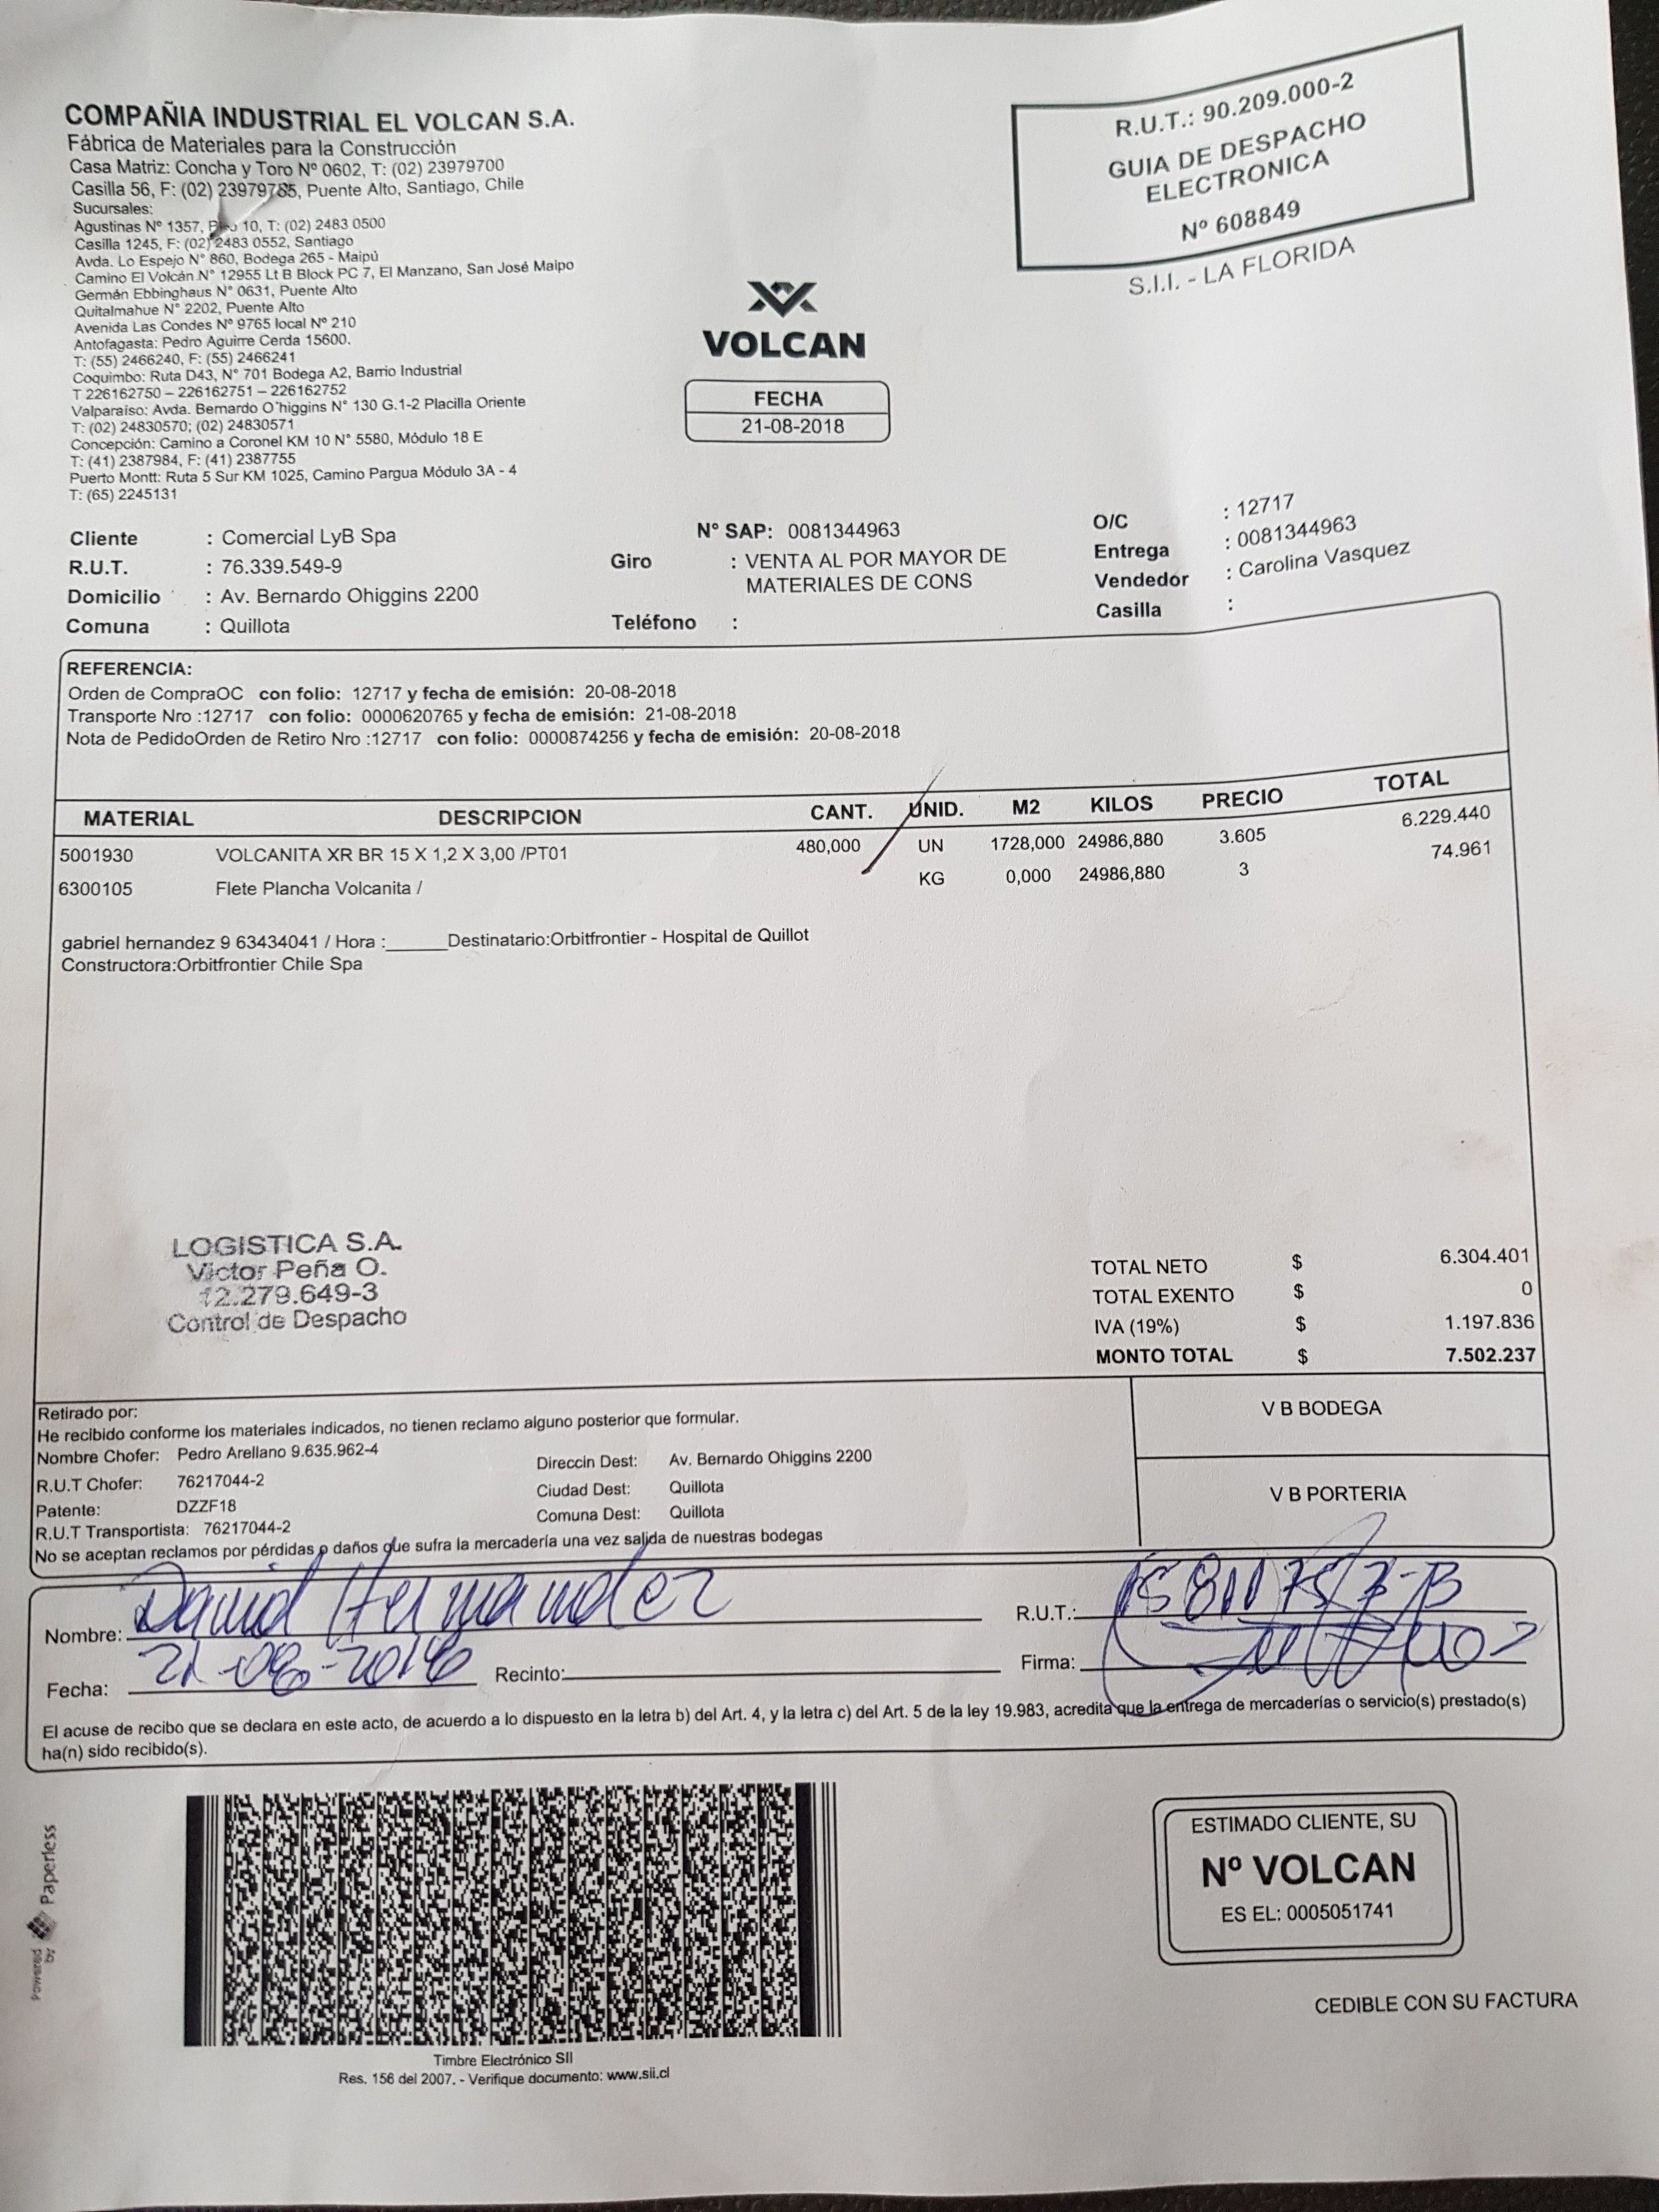 COMPAÑIA INDUSTRIAL EL VOLCAN S.A.
Fábrica de Materiales para la Construcción
Casa Matriz: Concha y Toro Nº 0602, T: (02) 23979700
Casilla 56, F: (02) 23979785, Puente Alto, Santiago, Chile
Sucursales:
Agustinas Nº 1357, Piso 10, T: (02) 2483 0500
Casilla 1245, F: (02) 2483 0552, Santiago
Avda. Lo Espejo N° 860, Bodega 265 - Maipú
Camino El Volcán N° 12955 Lt B Block PC 7, El Manzano, San José Maipo
Germán Ebbinghaus N° 0631, Puente Alto
Quitalmahue N° 2202, Puente Alto
Avenida Las Condes Nº 9765 local Nº 210
Antofagasta: Pedro Aguirre Cerda 15600.
T: (55) 2466240, F: (55) 2466241
Coquimbo: Ruta D43, N° 701 Bodega A2, Barrio Industrial
T 226162750 – 226162751 – 226162752
Valparaíso: Avda. Bernardo O´higgins N° 130 G.1-2 Placilla Oriente
T: (02) 24830570; (02) 24830571
Concepción: Camino a Coronel KM 10 N° 5580, Módulo 18 E
T: (41) 2387984, F: (41) 2387755
Puerto Montt: Ruta 5 Sur KM 1025, Camino Pargua Módulo 3A - 4
T: (65) 2245131
R.U.T.: 90.209.000-2
GUIA DE DESPACHO
ELECTRONICA
Nº 608849
S.I.I. - LA FLORIDA
VOLCAN
FECHA
21-08-2018
Cliente : Comercial LyB Spa
R.U.T. : 76.339.549-9
Domicilio : Av. Bernardo Ohiggins 2200
Comuna : Quillota
N° SAP: 0081344963
Giro : VENTA AL POR MAYOR DE
MATERIALES DE CONS
Teléfono :
O/C : 12717
Entrega : 0081344963
Vendedor : Carolina Vasquez
Casilla :
REFERENCIA:
Orden de CompraOC con folio: 12717 y fecha de emisión: 20-08-2018
Transporte Nro :12717 con folio: 0000620765 y fecha de emisión: 21-08-2018
Nota de PedidoOrden de Retiro Nro :12717 con folio: 0000874256 y fecha de emisión: 20-08-2018
MATERIAL DESCRIPCION CANT. UNID. M2 KILOS PRECIO TOTAL
5001930 VOLCANITA XR BR 15 X 1,2 X 3,00 /PT01 480,000 UN 1728,000 24986,880 3.605 6.229.440
6300105 Flete Plancha Volcanita / KG 0,000 24986,880 3 74.961
gabriel hernandez 9 63434041 / Hora :______Destinatario:Orbitfrontier - Hospital de Quillot
Constructora:Orbitfrontier Chile Spa
LOGISTICA S.A.
Victor Peña O.
12.279.649-3
Control de Despacho
TOTAL NETO $ 6.304.401
TOTAL EXENTO $ 0
IVA (19%) $ 1.197.836
MONTO TOTAL $ 7.502.237
Retirado por:
He recibido conforme los materiales indicados, no tienen reclamo alguno posterior que formular.
Nombre Chofer: Pedro Arellano 9.635.962-4
R.U.T Chofer: 76217044-2
Patente: DZZF18
R.U.T Transportista: 76217044-2
Direccin Dest: Av. Bernardo Ohiggins 2200
Ciudad Dest: Quillota
Comuna Dest: Quillota
No se aceptan reclamos por pérdidas o daños que sufra la mercadería una vez salida de nuestras bodegas
V B BODEGA
V B PORTERIA
Nombre: David Hernandez R.U.T.:
Fecha: 21-08-2018 Recinto: Firma:
El acuse de recibo que se declara en este acto, de acuerdo a lo dispuesto en la letra b) del Art. 4, y la letra c) del Art. 5 de la ley 19.983, acredita que la entrega de mercaderías o servicio(s) prestado(s)
ha(n) sido recibido(s).
Powered by Paperless
Timbre Electrónico SII
Res. 156 del 2007. - Verifique documento: www.sii.cl
ESTIMADO CLIENTE, SU
Nº VOLCAN
ES EL: 0005051741
CEDIBLE CON SU FACTURA